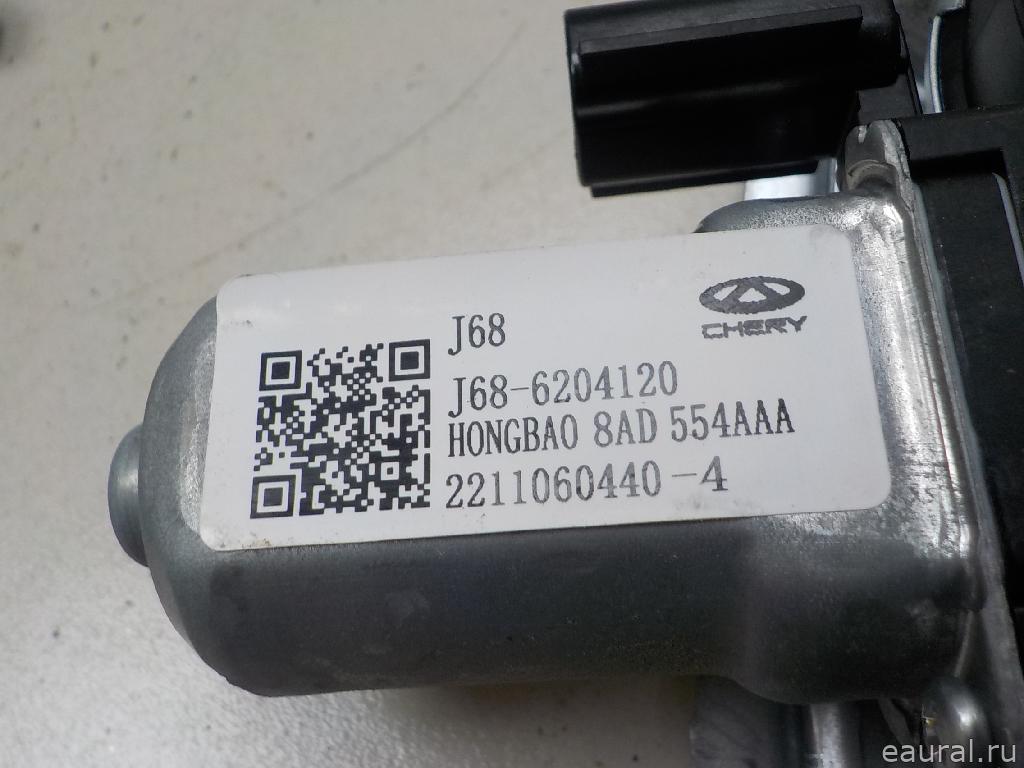 CHERY
J68
J68-6204120
HONGBAO 8AD 554AAA
2211060440-4
eaural.ru